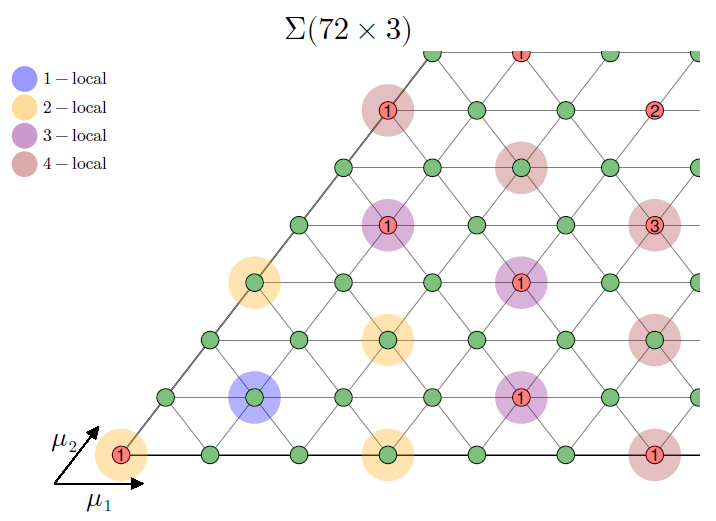 Σ(72 × 3)
1 − local
2 − local
3 − local
4 − local
1
1
2
1
3
1
1
1
1
μ₂
μ₁